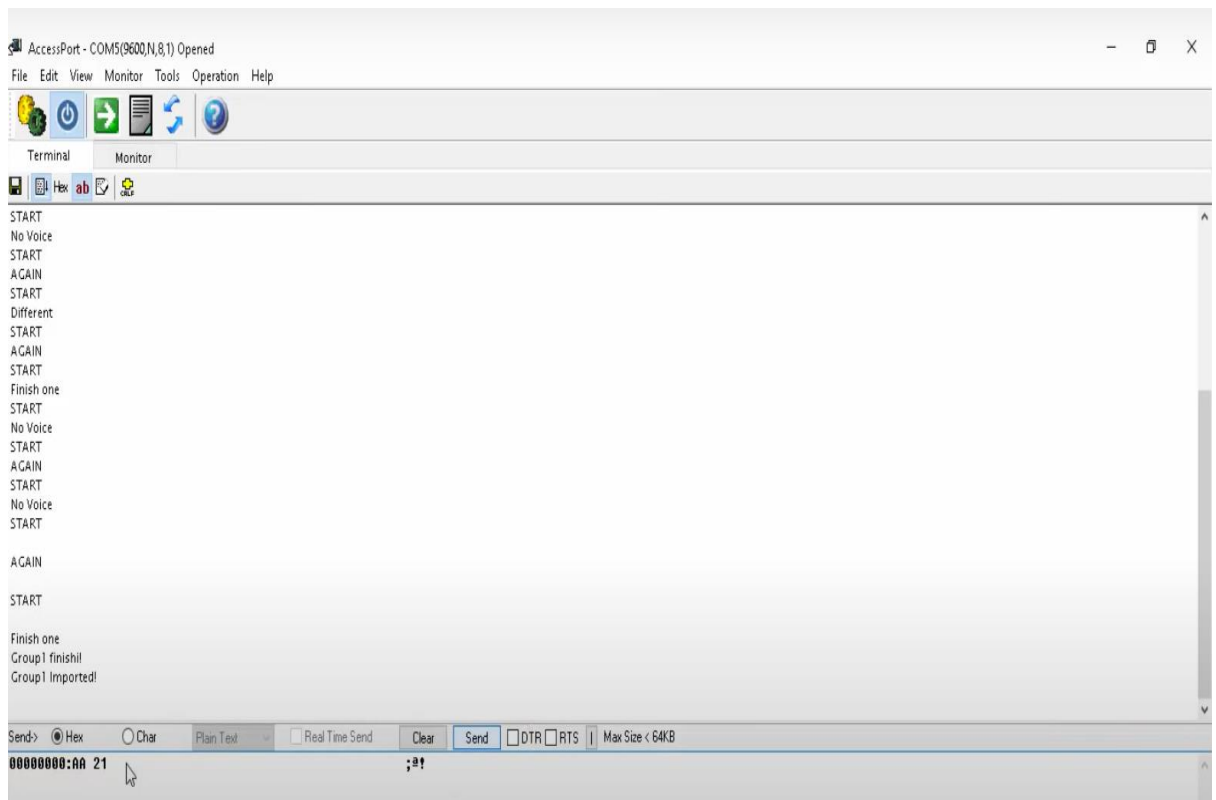 AccessPort - COM5(9600,N,8,1) Opened
File Edit View Monitor Tools Operation Help
Terminal Monitor
Hex ab CRLF
START
No Voice
START
AGAIN
START
Different
START
AGAIN
START
Finish one
START
No Voice
START
AGAIN
START
No Voice
START
AGAIN
START
Finish one
Group1 finish!!
Group1 Imported!
Send-> Hex Char Plain Text Real Time Send Clear Send DTR RTS | Max Size < 64KB
00000000:AA 21 ;ª!